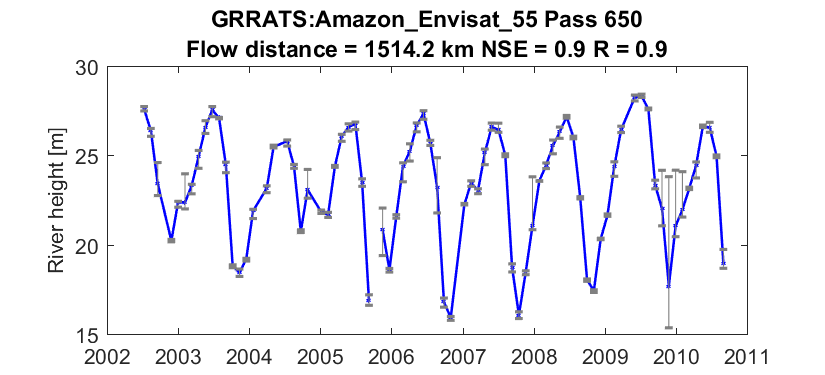 GRRATS:Amazon_Envisat_55 Pass 650
Flow distance = 1514.2 km NSE = 0.9 R = 0.9
River height [m]
30
25
20
15
2002 2003 2004 2005 2006 2007 2008 2009 2010 2011